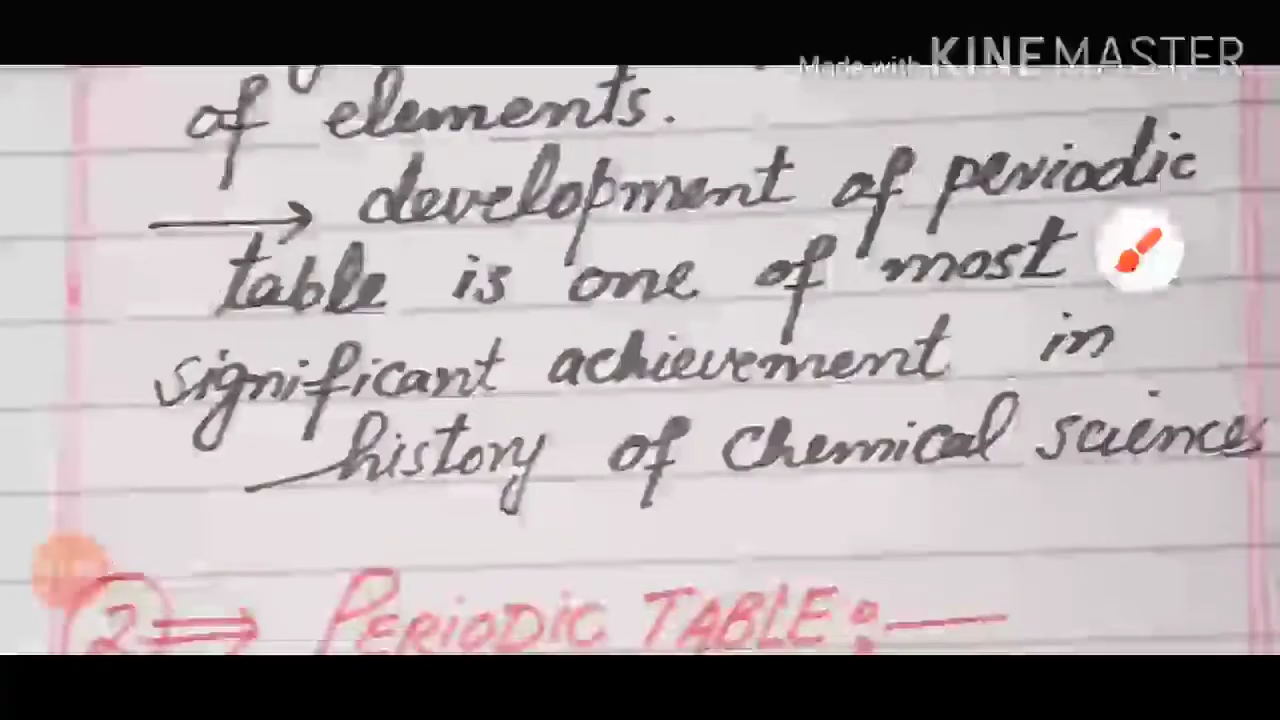 Made with KINEMASTER
of elements.
→ development of periodic
table is one of most
significant achievement in
history of chemical sciences
2 ⇒ PERIODIC TABLE:—